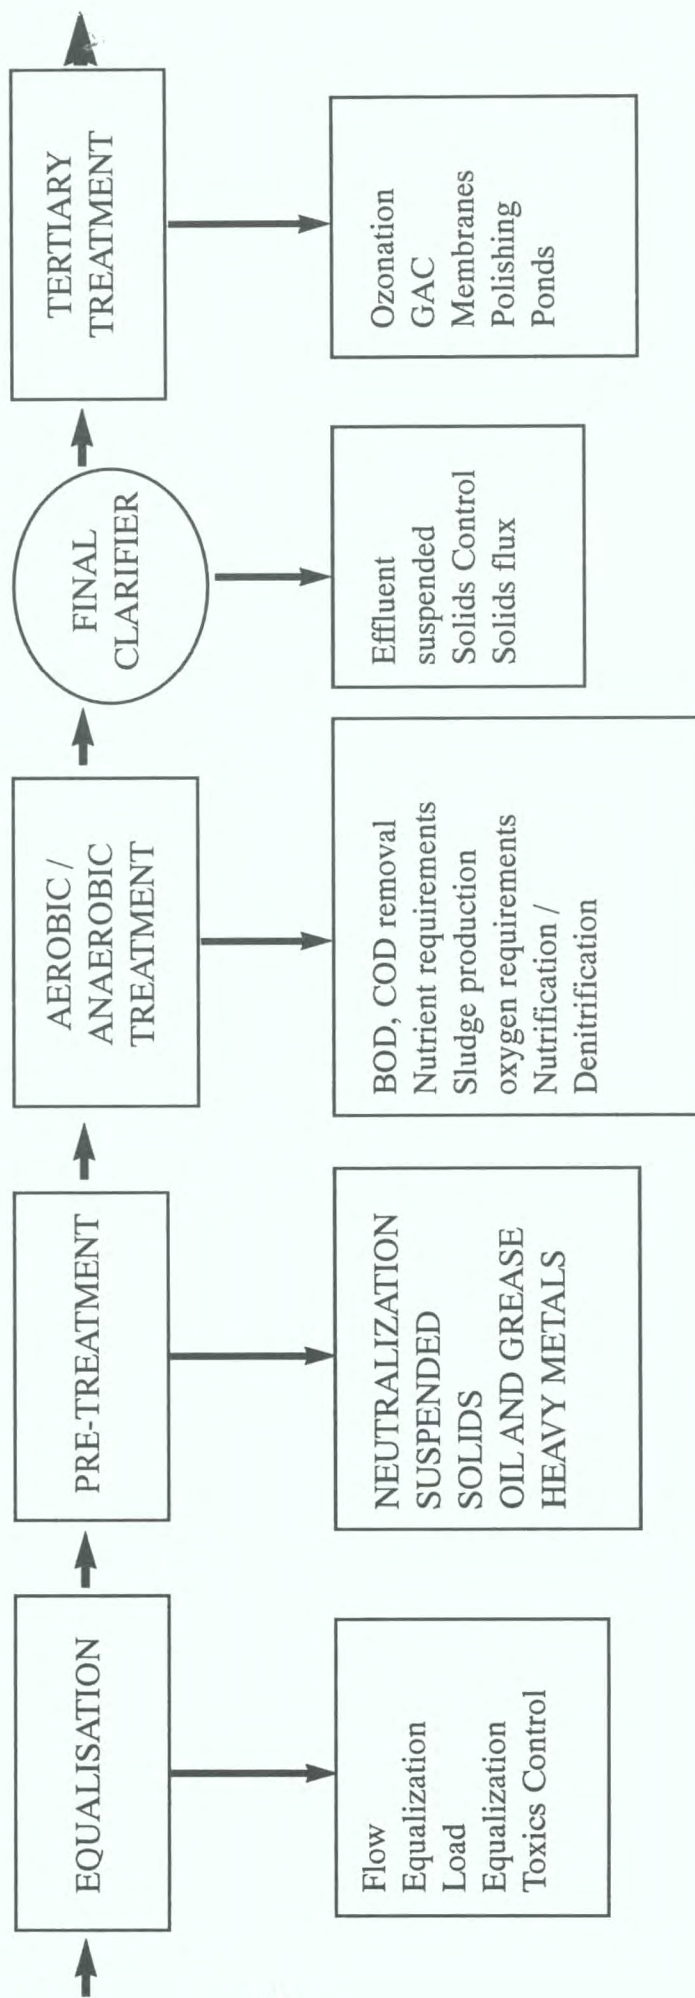 EQUALISATION
Flow
Equalization
Load
Equalization
Toxics Control
PRE-TREATMENT
NEUTRALIZATION
SUSPENDED
SOLIDS
OIL AND GREASE
HEAVY METALS
AEROBIC /
ANAEROBIC
TREATMENT
BOD, COD removal
Nutrient requirements
Sludge production
oxygen requirements
Nutrification /
Denitrification
FINAL
CLARIFIER
Effluent
suspended
Solids Control
Solids flux
TERTIARY
TREATMENT
Ozonation
GAC
Membranes
Polishing
Ponds